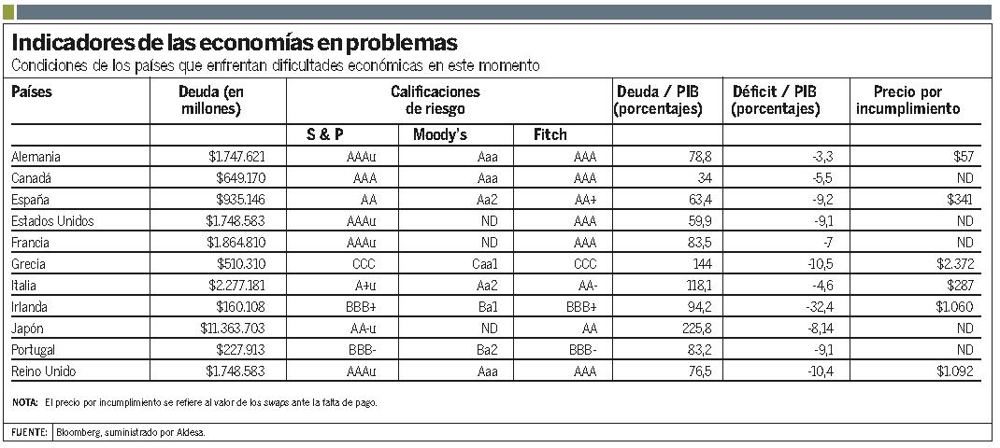 Indicadores de las economías en problemas
Condiciones de los países que enfrentan dificultades económicas en este momento
Países Deuda (en millones) Calificaciones de riesgo Deuda / PIB (porcentajes) Déficit / PIB (porcentajes) Precio por incumplimiento
S & P Moody's Fitch
Alemania $1.747.621 AAAu Aaa AAA 78,8 -3,3 $57
Canadá $649.170 AAA Aaa AAA 34 -5,5 ND
España $935.146 AA Aa2 AA+ 63,4 -9,2 $341
Estados Unidos $1.748.583 AAAu ND AAA 59,9 -9,1 ND
Francia $1.864.810 AAAu ND AAA 83,5 -7 ND
Grecia $510.310 CCC Caa1 CCC 144 -10,5 $2.372
Italia $2.277.181 A+u Aa2 AA- 118,1 -4,6 $287
Irlanda $160.108 BBB+ Ba1 BBB+ 94,2 -32,4 $1.060
Japón $11.363.703 AA-u ND AA 225,8 -8,14 ND
Portugal $227.913 BBB- Ba2 BBB- 83,2 -9,1 ND
Reino Unido $1.748.583 AAAu Aaa AAA 76,5 -10,4 $1.092
NOTA: El precio por incumplimiento se refiere al valor de los swaps ante la falta de pago.
FUENTE: Bloomberg, suministrado por Aldesa.